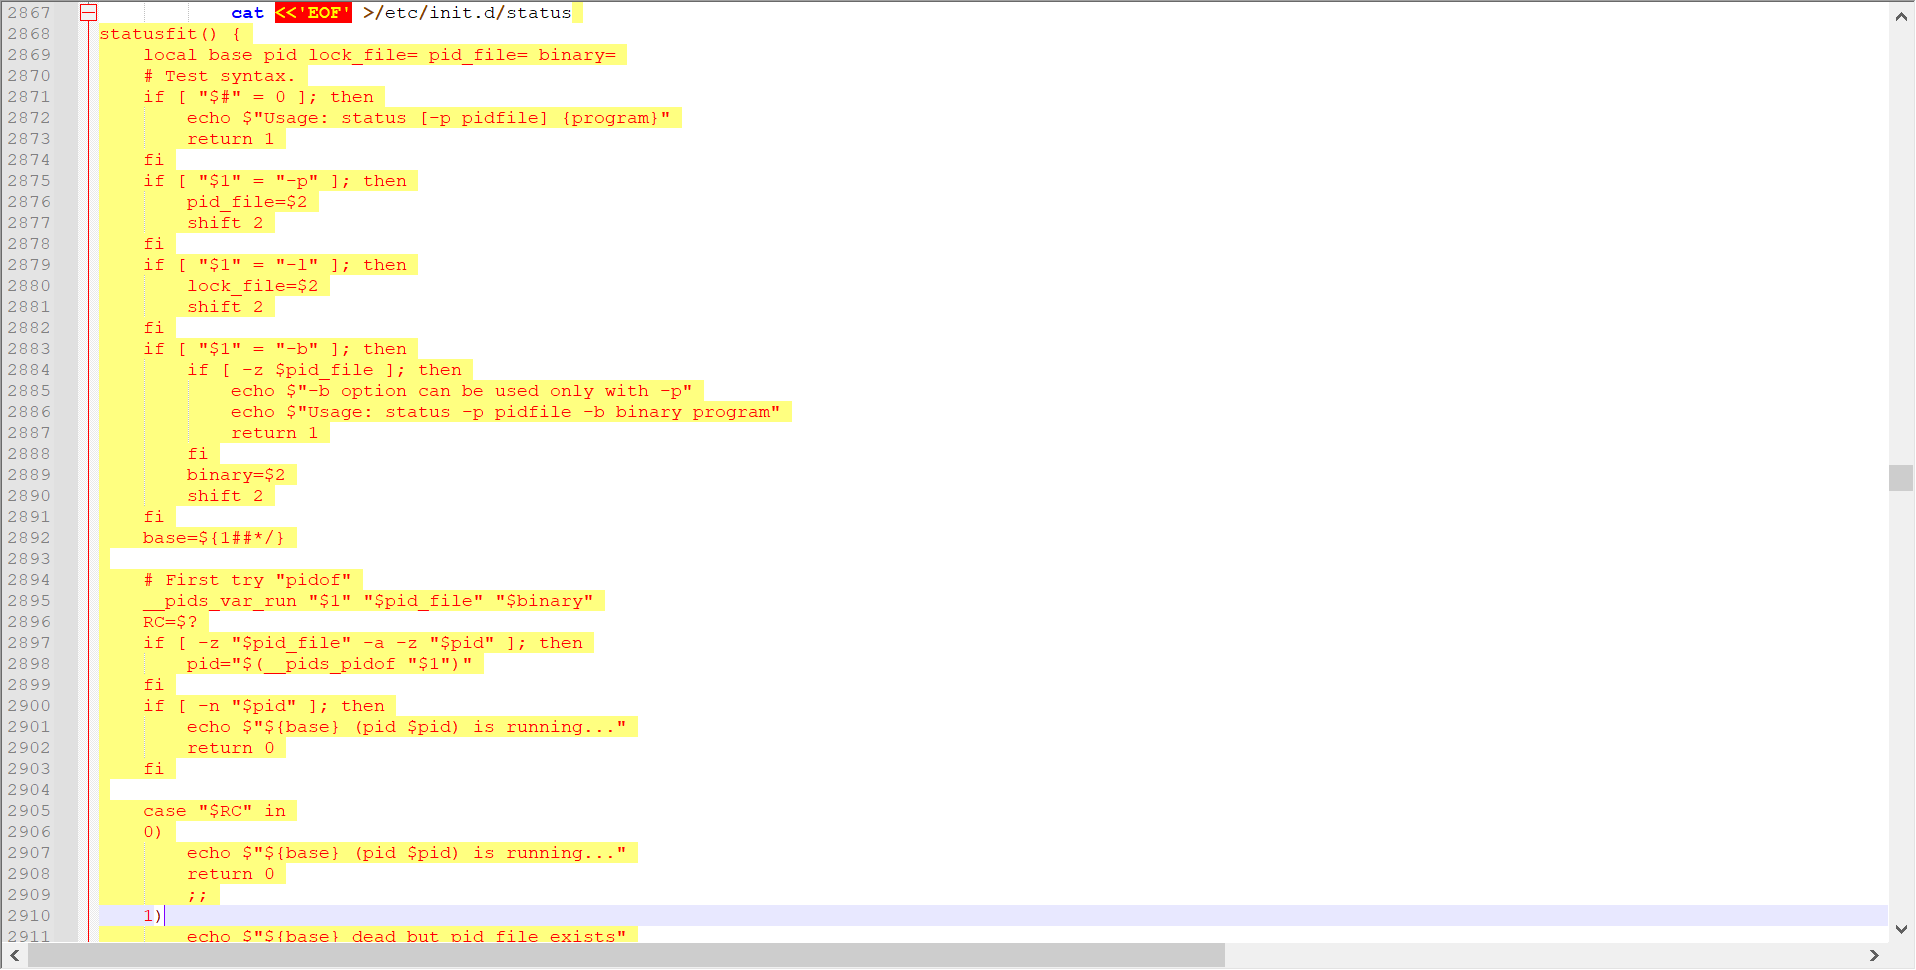 2867 cat <<'EOF' >/etc/init.d/status
2868 statusfit() {
2869 local base pid lock_file= pid_file= binary=
2870 # Test syntax.
2871 if [ "$#" = 0 ]; then
2872 echo $"Usage: status [-p pidfile] {program}"
2873 return 1
2874 fi
2875 if [ "$1" = "-p" ]; then
2876 pid_file=$2
2877 shift 2
2878 fi
2879 if [ "$1" = "-l" ]; then
2880 lock_file=$2
2881 shift 2
2882 fi
2883 if [ "$1" = "-b" ]; then
2884 if [ -z $pid_file ]; then
2885 echo $"-b option can be used only with -p"
2886 echo $"Usage: status -p pidfile -b binary program"
2887 return 1
2888 fi
2889 binary=$2
2890 shift 2
2891 fi
2892 base=${1##*/}
2893
2894 # First try "pidof"
2895 __pids_var_run "$1" "$pid_file" "$binary"
2896 RC=$?
2897 if [ -z "$pid_file" -a -z "$pid" ]; then
2898 pid="$(__pids_pidof "$1")"
2899 fi
2900 if [ -n "$pid" ]; then
2901 echo $"${base} (pid $pid) is running..."
2902 return 0
2903 fi
2904
2905 case "$RC" in
2906 0)
2907 echo $"${base} (pid $pid) is running..."
2908 return 0
2909 ;;
2910 1)
2911 echo $"${base} dead but pid file exists"